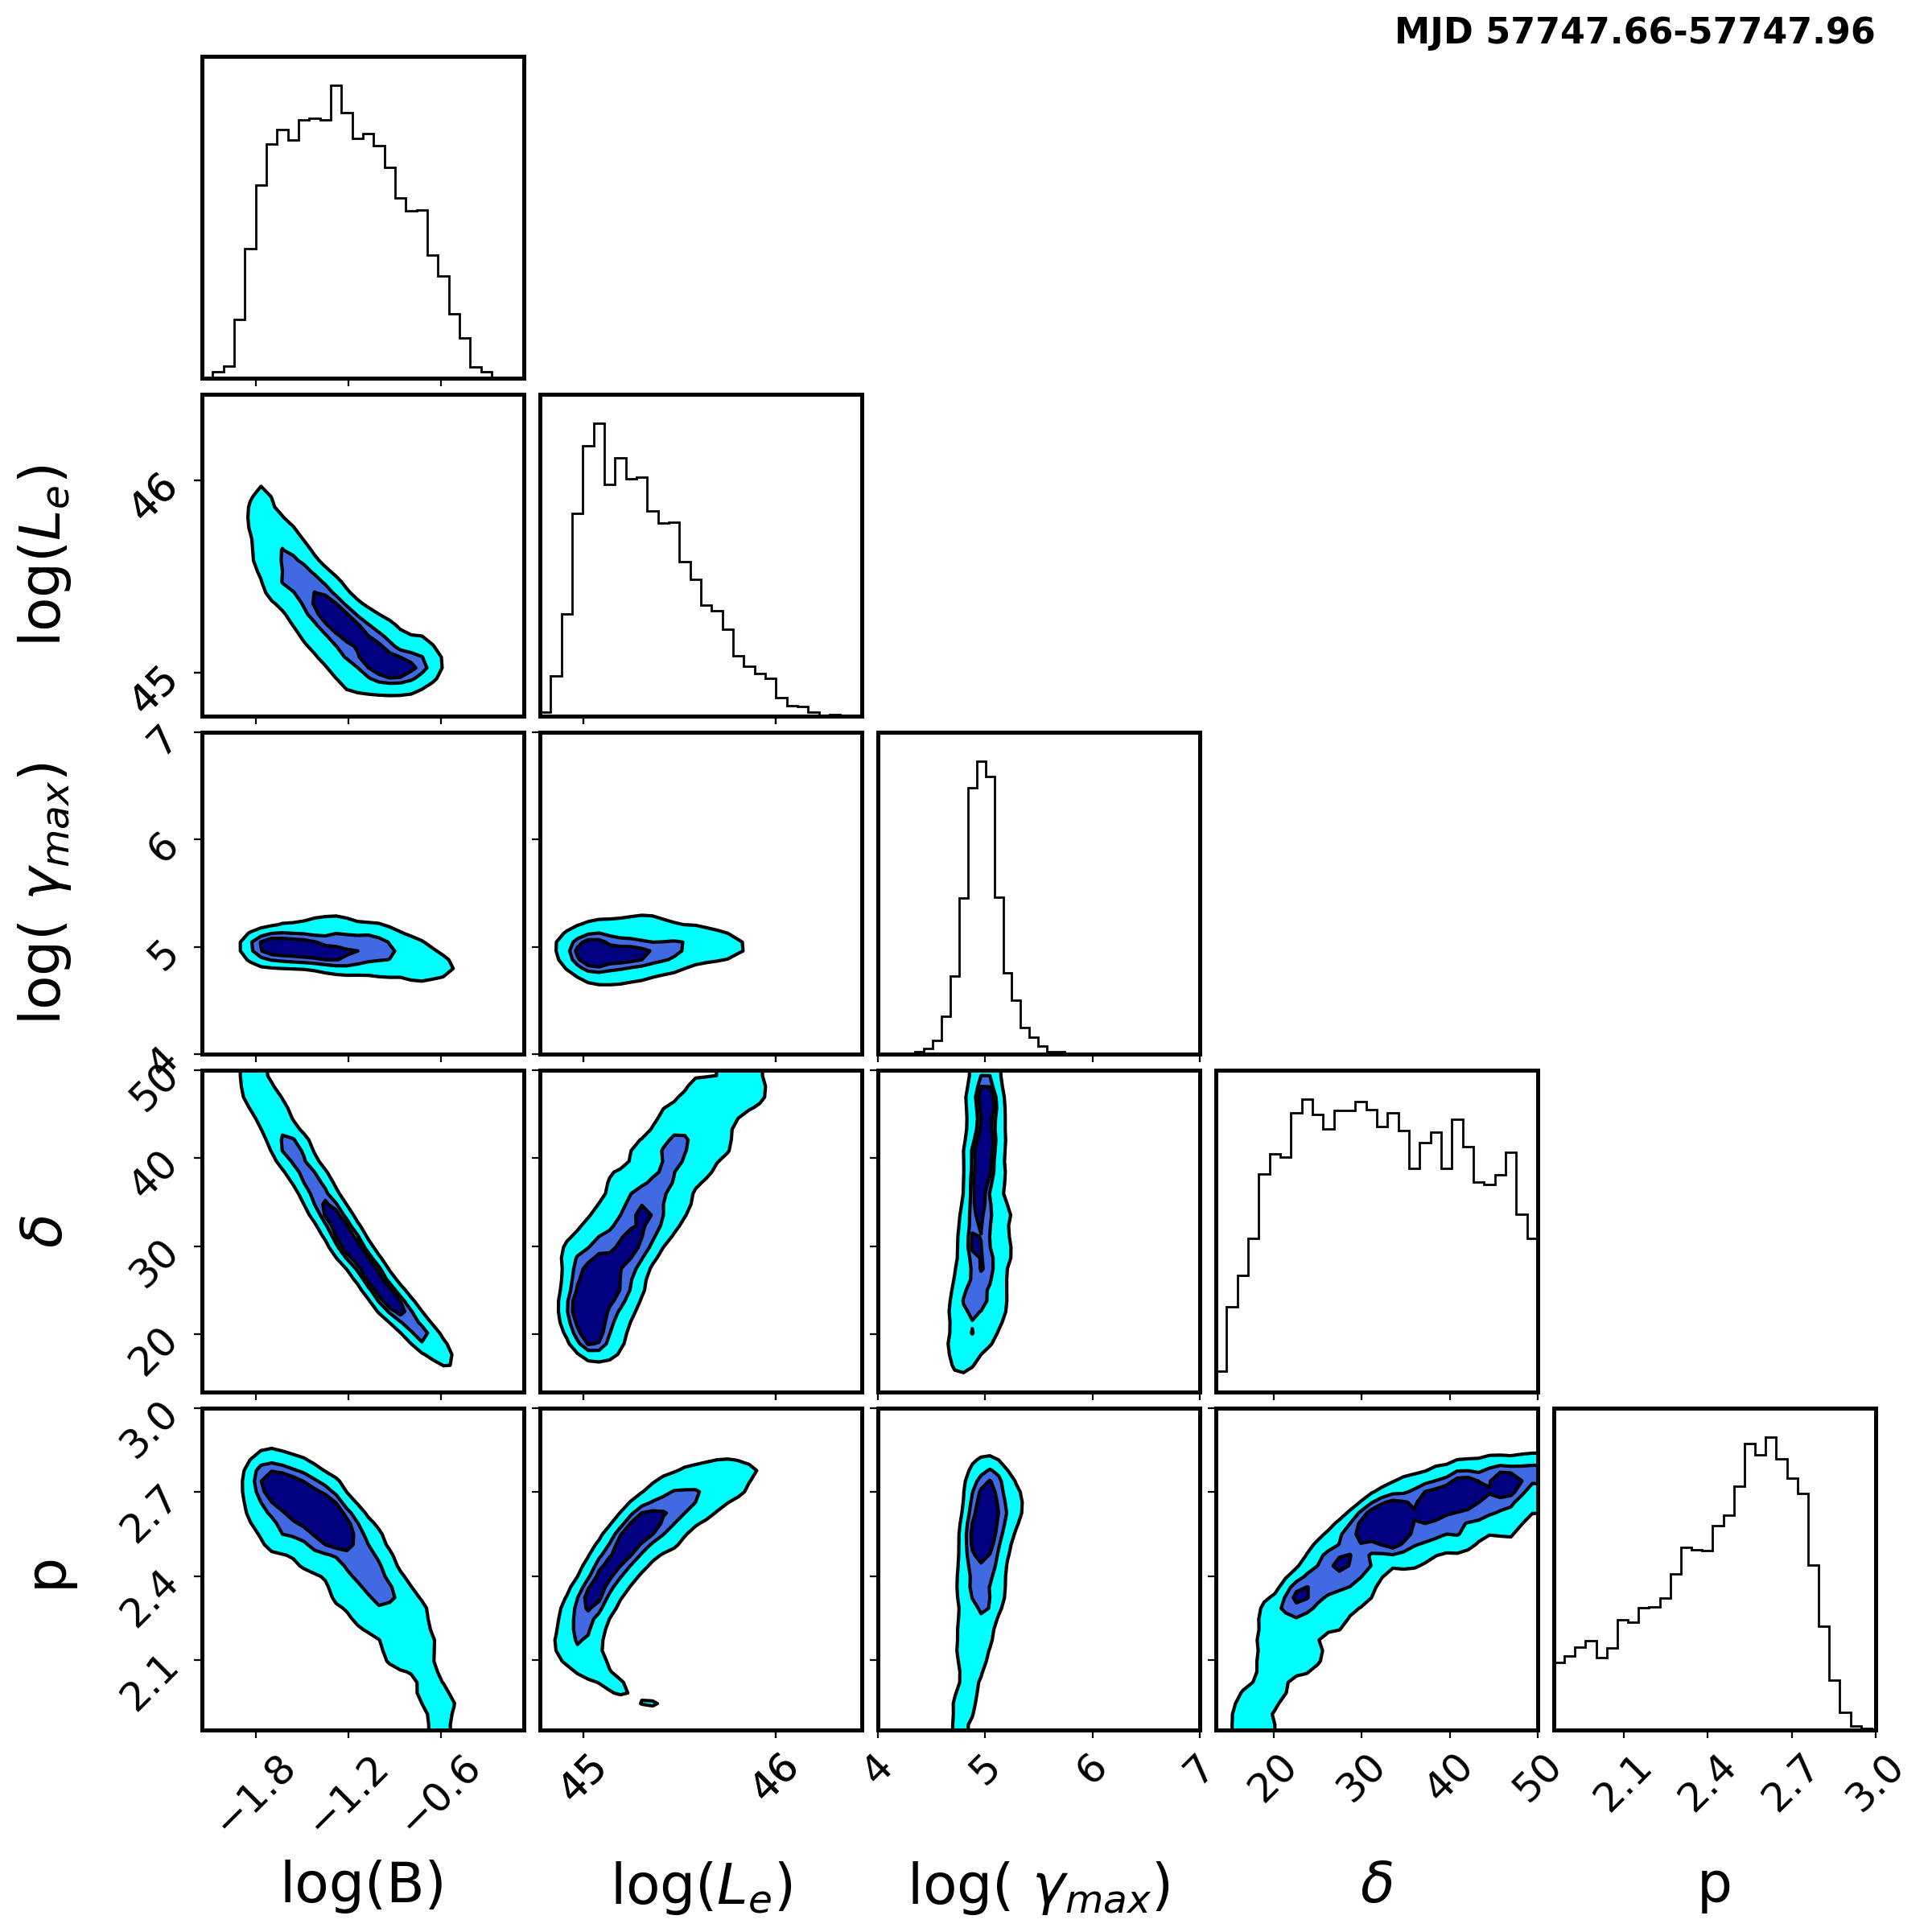 MJD 57747.66-57747.96
log(L_e)
46
45
log( γ_max)
7
6
5
4
δ
50
40
30
20
p
3.0
2.7
2.4
2.1
−1.8 −1.2 −0.6 45 46 4 5 6 7 20 30 40 50 2.1 2.4 2.7 3.0
log(B) log(L_e) log( γ_max) δ p